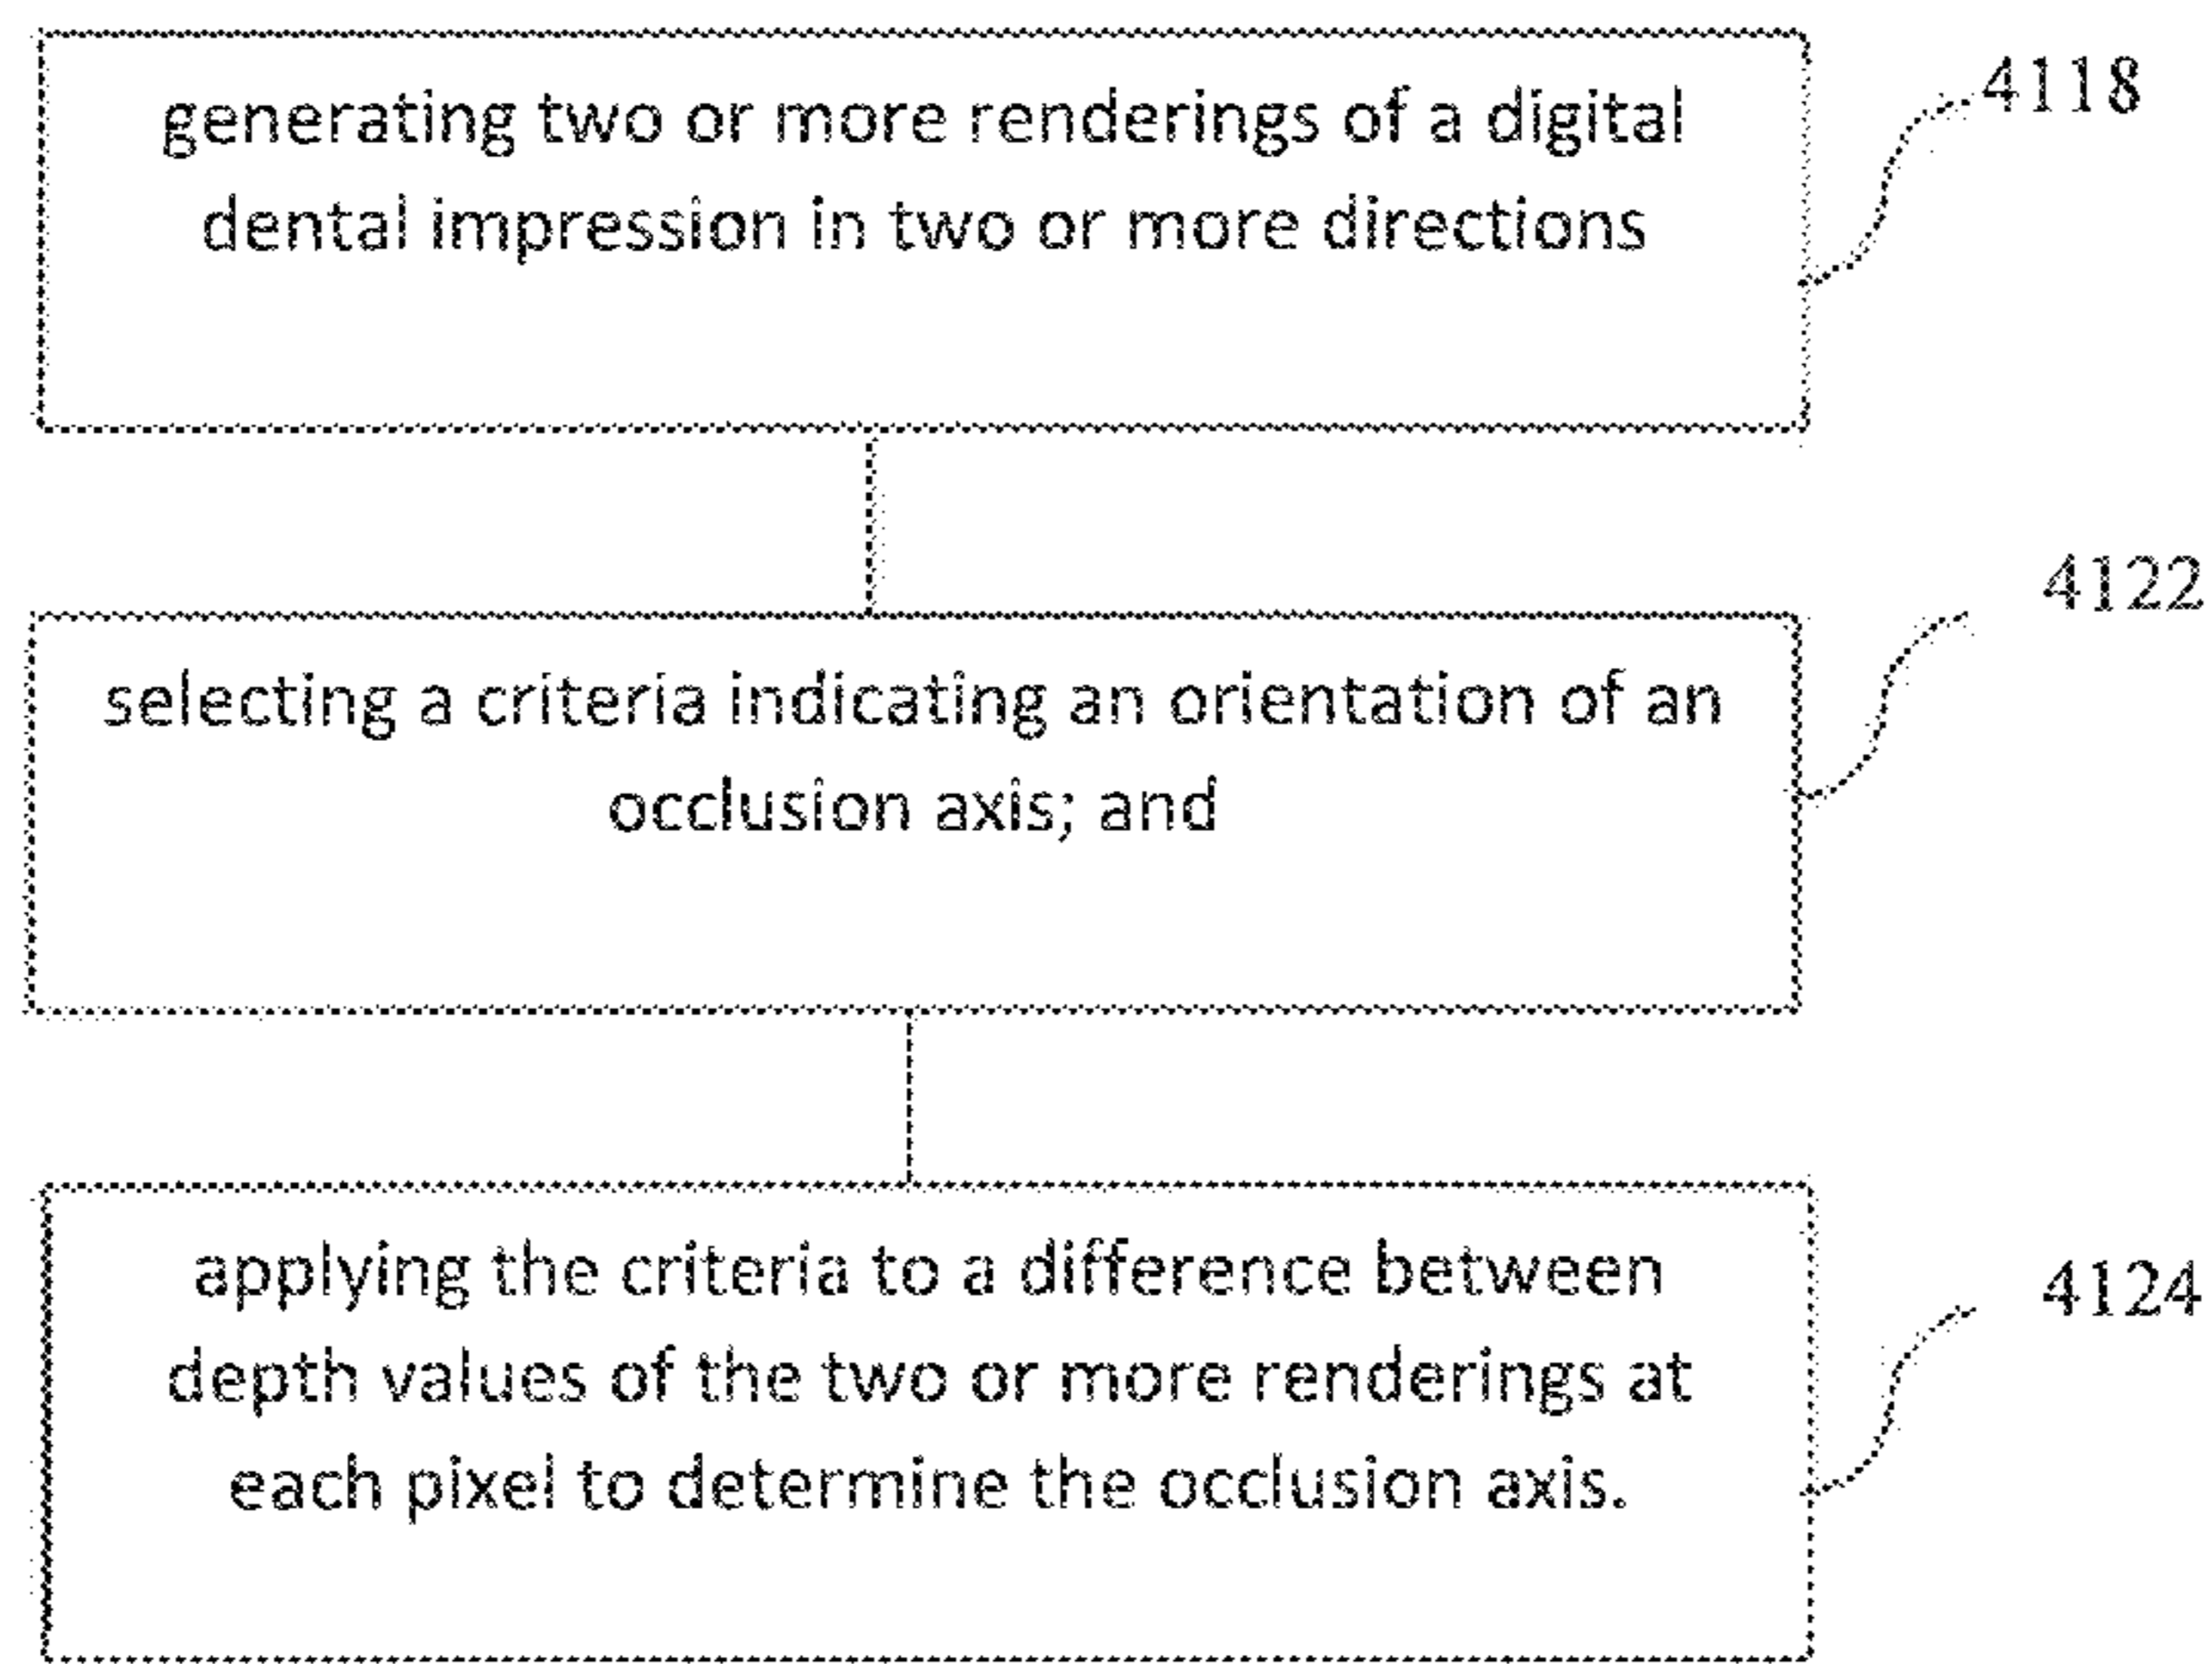 generating two or more renderings of a digital
dental impression in two or more directions
4118
selecting a criteria indicating an orientation of an
occlusion axis; and
4122
applying the criteria to a difference between
depth values of the two or more renderings at
each pixel to determine the occlusion axis.
4124